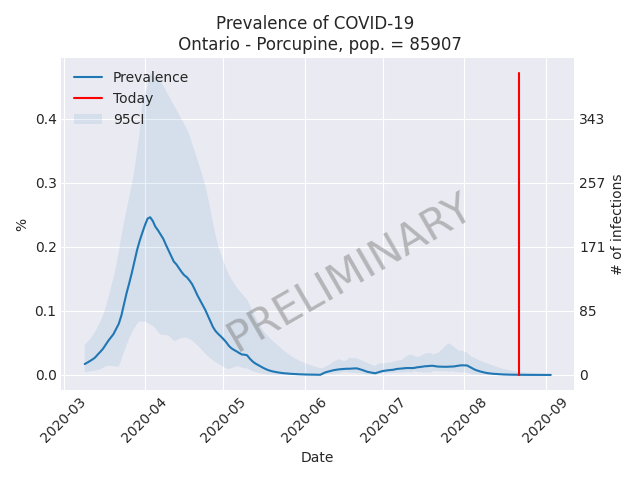 Prevalence of COVID-19
Ontario - Porcupine, pop. = 85907
Prevalence
Today
95CI
0.4
0.3
0.2
0.1
0.0
%
343
257
171
85
0
# of infections
PRELIMINARY
2020-03
2020-04
2020-05
2020-06
2020-07
2020-08
2020-09
Date